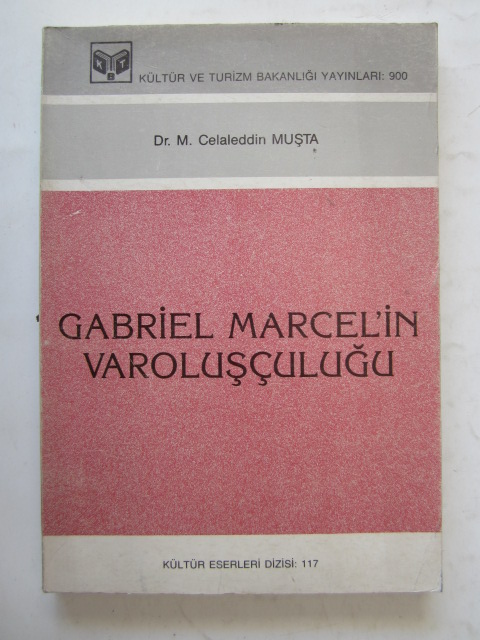 KTB
KÜLTÜR VE TURİZM BAKANLIĞI YAYINLARI: 900
Dr. M. Celaleddin MUŞTA
GABRİEL MARCEL'İN
VAROLUŞÇULUĞU
KÜLTÜR ESERLERİ DİZİSİ: 117